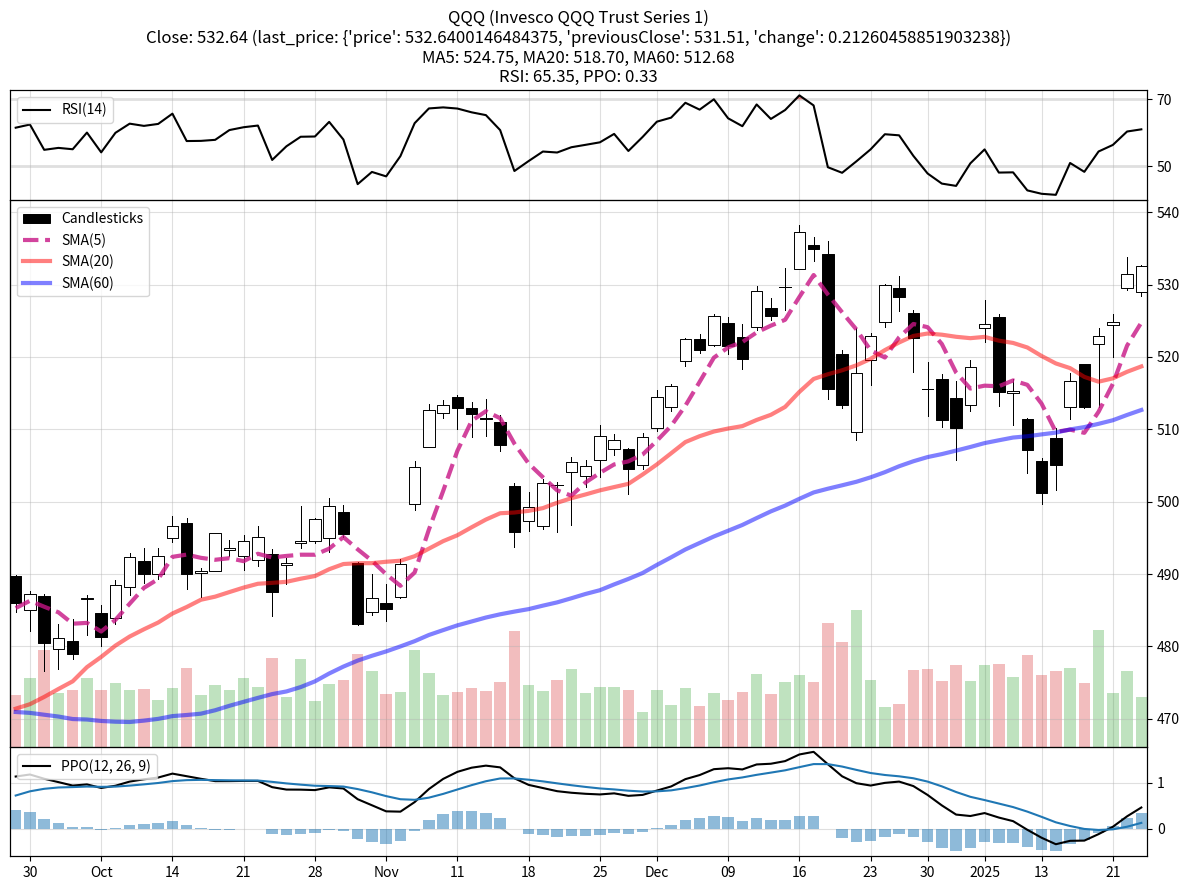 QQQ (Invesco QQQ Trust Series 1)
Close: 532.64 (last_price: {'price': 532.6400146484375, 'previousClose': 531.51, 'change': 0.21260458851903238})
MA5: 524.75, MA20: 518.70, MA60: 512.68
RSI: 65.35, PPO: 0.33
RSI(14)
70
50
Candlesticks
SMA(5)
SMA(20)
SMA(60)
540
530
520
510
500
490
480
470
PPO(12, 26, 9)
1
0
30 Oct 14 21 28 Nov 11 18 25 Dec 09 16 23 30 2025 13 21